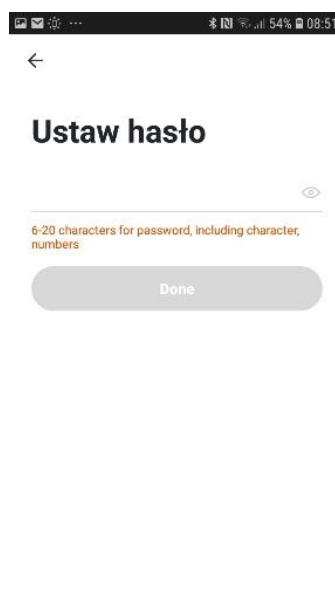 54% 08:51
Ustaw hasło
6-20 characters for password, including character,
numbers
Done